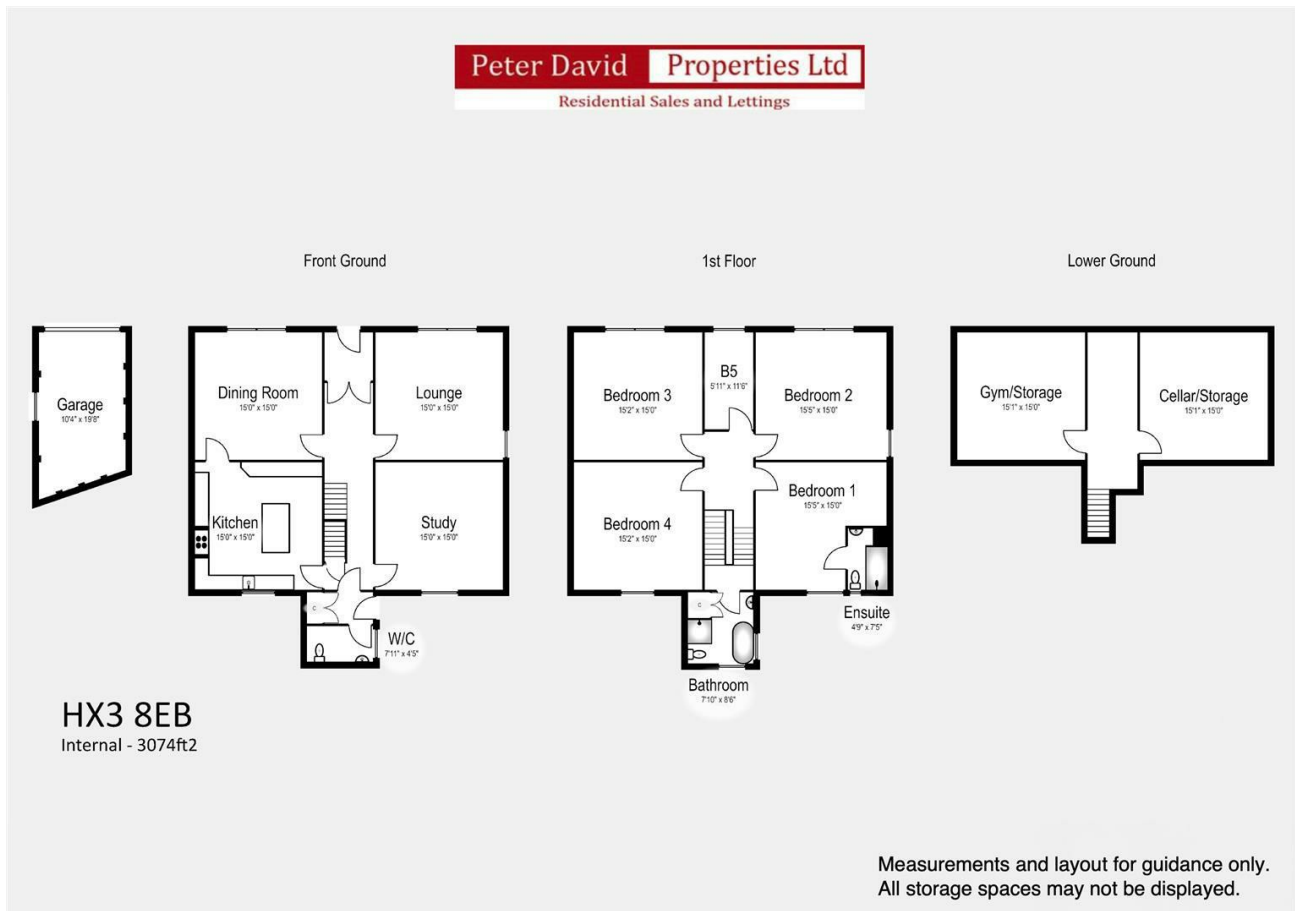 Peter David Properties Ltd
Residential Sales and Lettings
Front Ground
1st Floor
Lower Ground
Garage
10'4" x 19'8"
Dining Room
15'0" x 15'0"
Lounge
15'0" x 15'0"
Kitchen
15'0" x 15'0"
Study
15'0" x 15'0"
C
W/C
7'11" x 4'5"
Bedroom 3
15'2" x 15'0"
B5
5'11" x 11'6"
Bedroom 2
15'5" x 15'0"
Bedroom 4
15'2" x 15'0"
Bedroom 1
15'5" x 15'0"
Ensuite
4'9" x 7'5"
C
Bathroom
7'10" x 8'6"
Gym/Storage
15'1" x 15'0"
Cellar/Storage
15'1" x 15'0"
HX3 8EB
Internal - 3074ft2
Measurements and layout for guidance only.
All storage spaces may not be displayed.